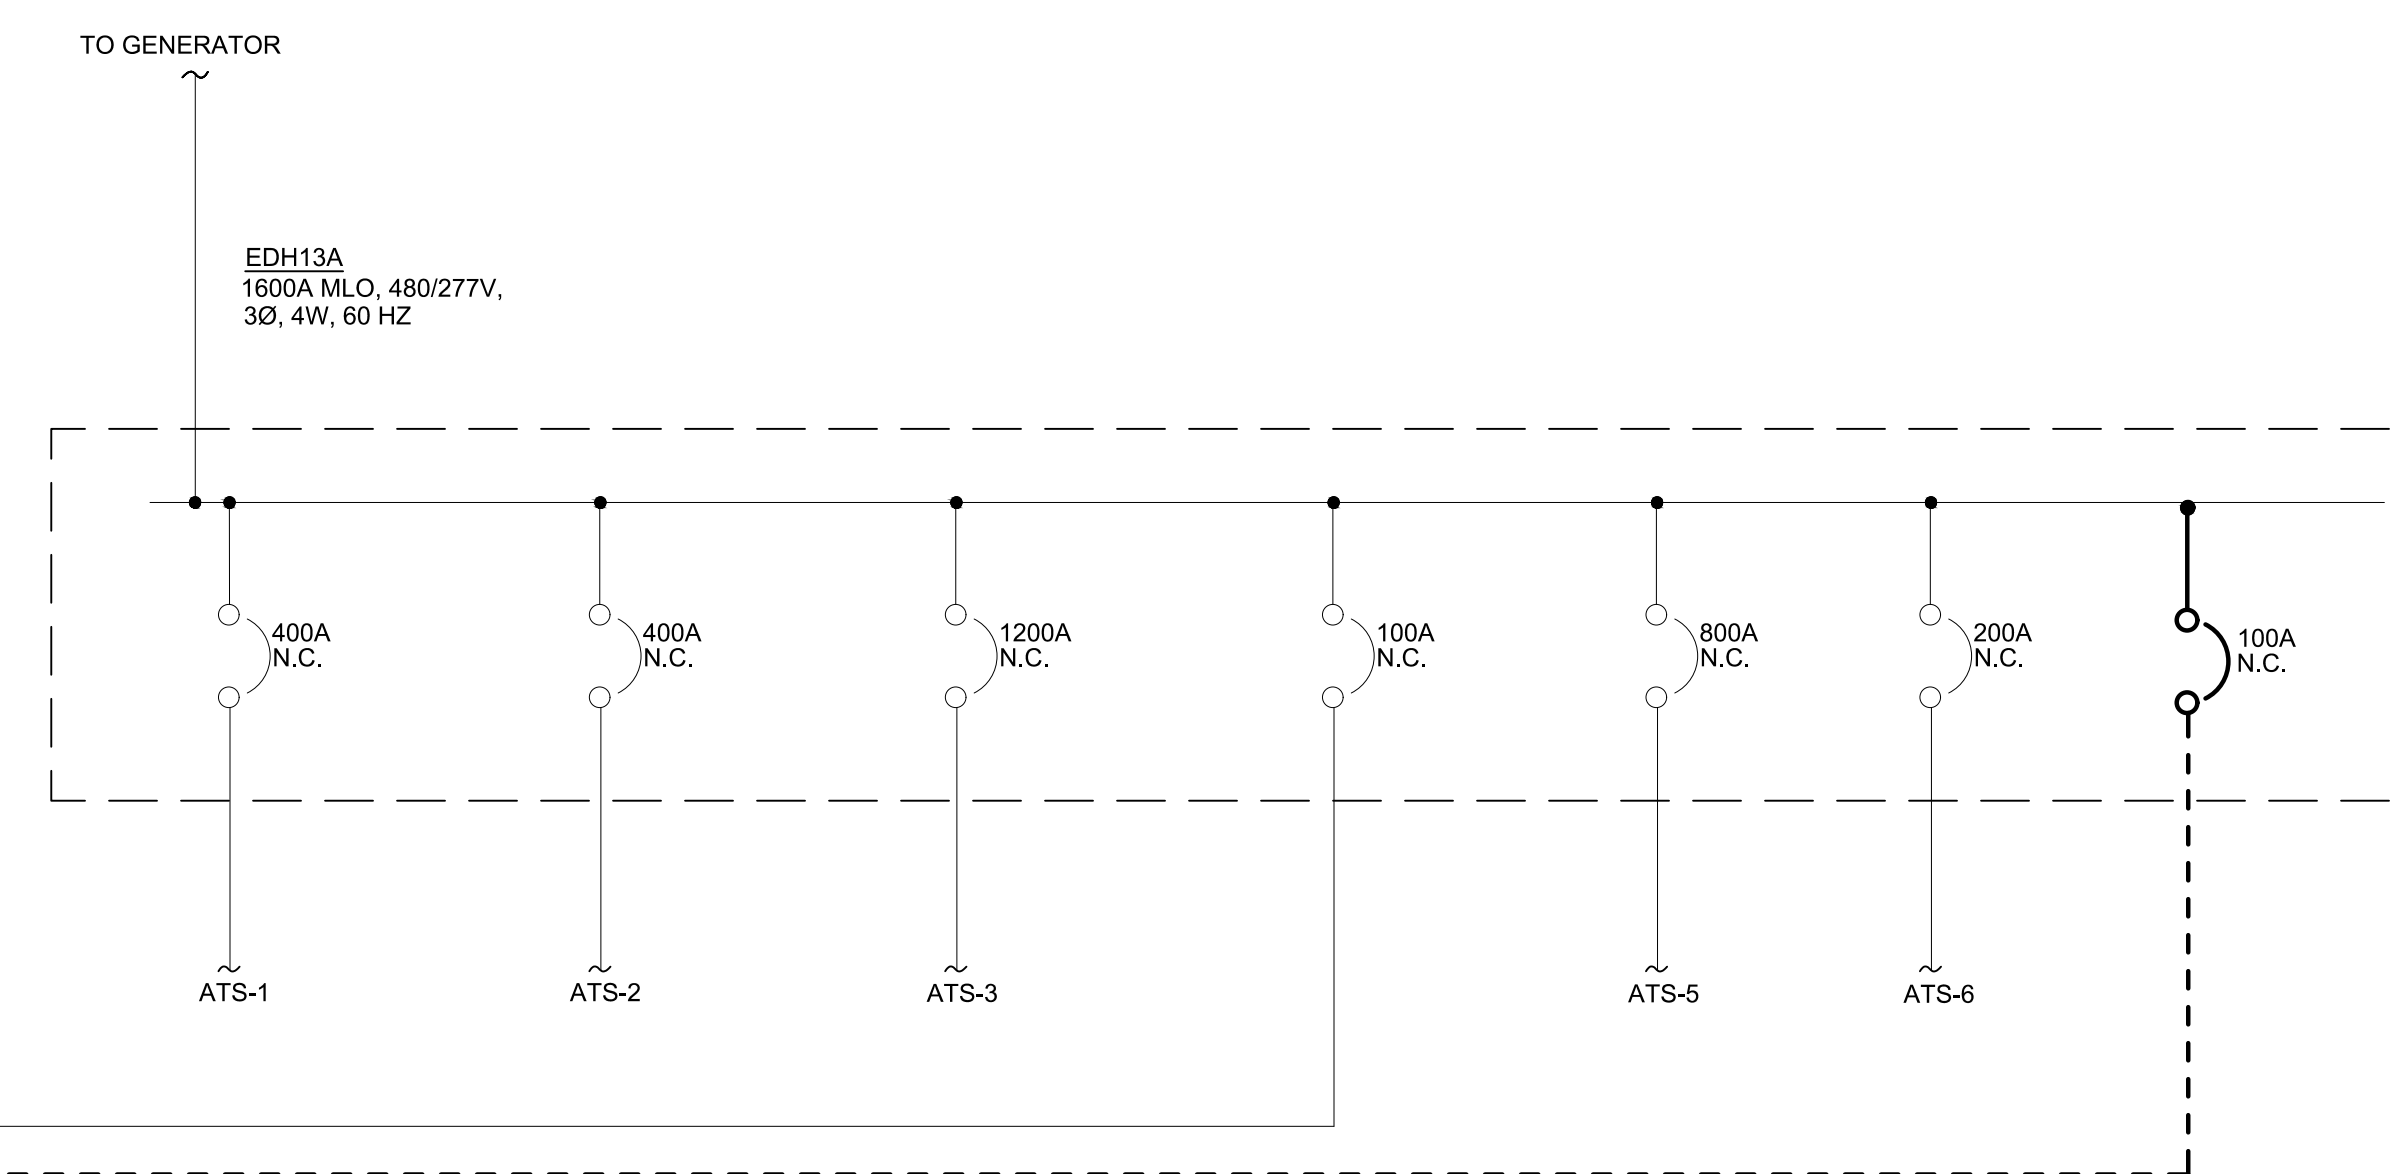 TO GENERATOR
EDH13A
1600A MLO, 480/277V,
3Ø, 4W, 60 HZ
400A
N.C.
400A
N.C.
1200A
N.C.
100A
N.C.
800A
N.C.
200A
N.C.
100A
N.C.
ATS-1
ATS-2
ATS-3
ATS-5
ATS-6